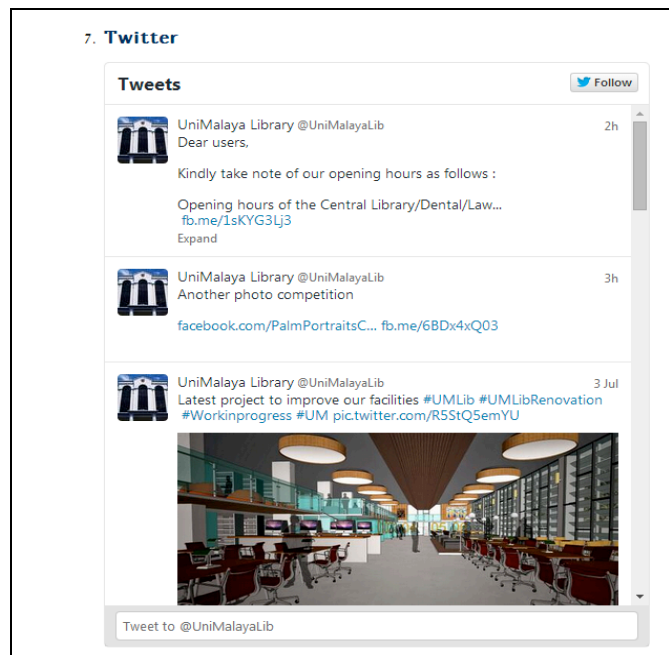 7. Twitter
Tweets
Follow
UniMalaya Library @UniMalayaLib 2h
Dear users,
Kindly take note of our opening hours as follows :
Opening hours of the Central Library/Dental/Law...
fb.me/1sKYG3Lj3
Expand
UniMalaya Library @UniMalayaLib 3h
Another photo competition
facebook.com/PalmPortraitsC... fb.me/6BDx4xQ03
UniMalaya Library @UniMalayaLib 3 Jul
Latest project to improve our facilities #UMLib #UMLibRenovation
#Workinprogress #UM pic.twitter.com/R5StQ5emYU
Tweet to @UniMalayaLib